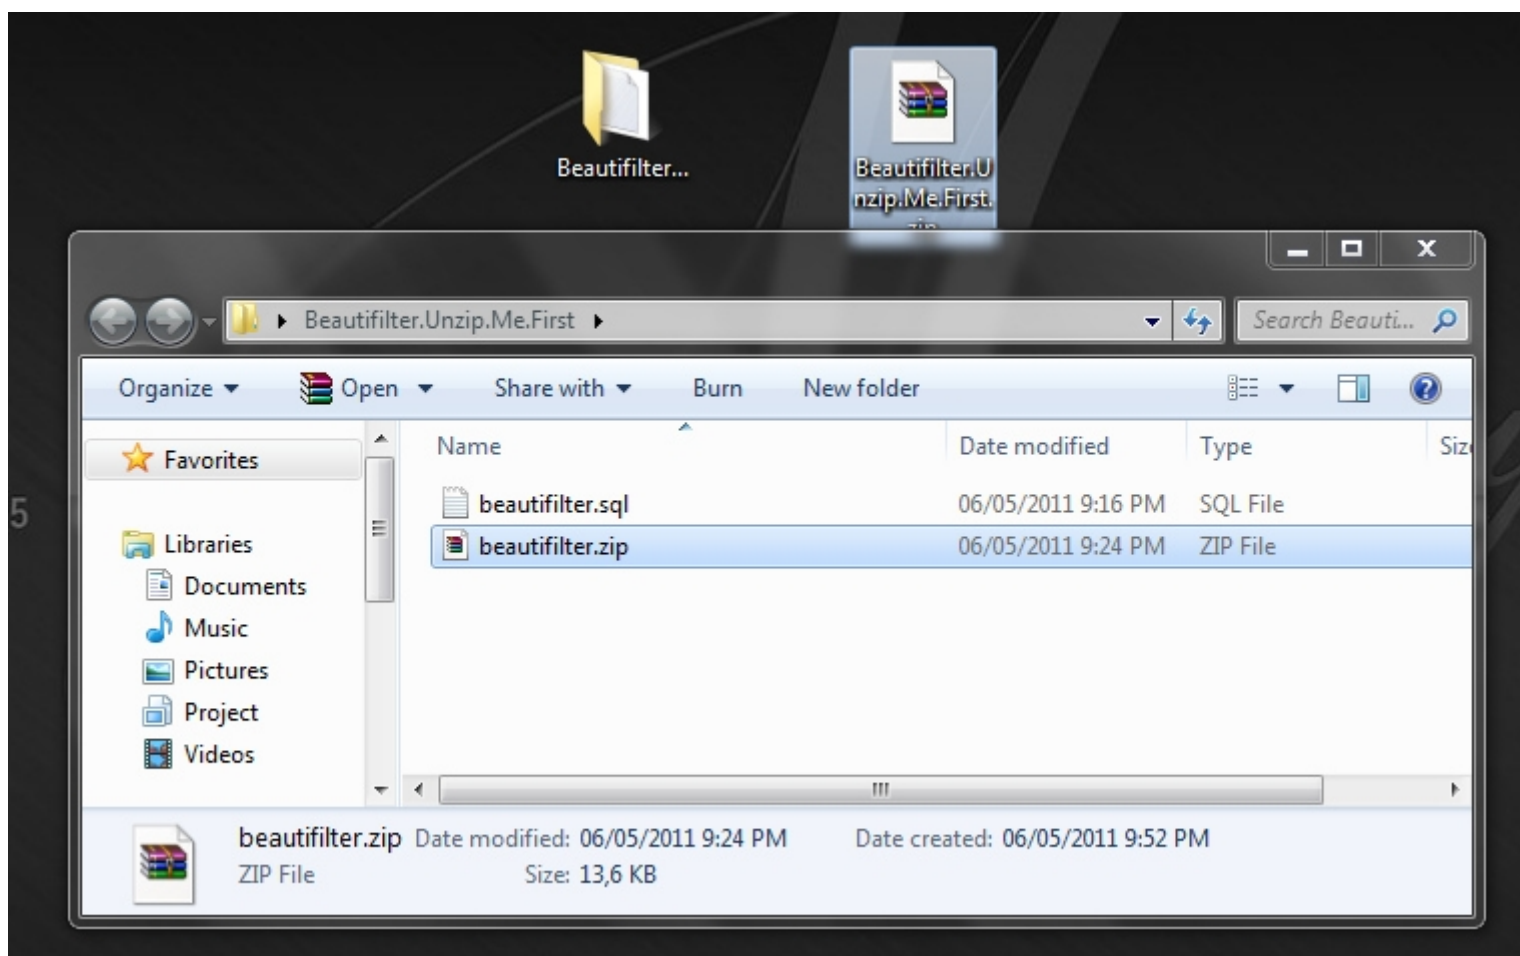 Beautifilter...
Beautifilter.U
nzip.Me.First.
zip
Beautifilter.Unzip.Me.First
Search Beauti...
Organize Open Share with Burn New folder
Favorites
Libraries
Documents
Music
Pictures
Project
Videos
Name Date modified Type Size
beautifilter.sql 06/05/2011 9:16 PM SQL File
beautifilter.zip 06/05/2011 9:24 PM ZIP File
beautifilter.zip Date modified: 06/05/2011 9:24 PM Date created: 06/05/2011 9:52 PM
ZIP File Size: 13,6 KB
5